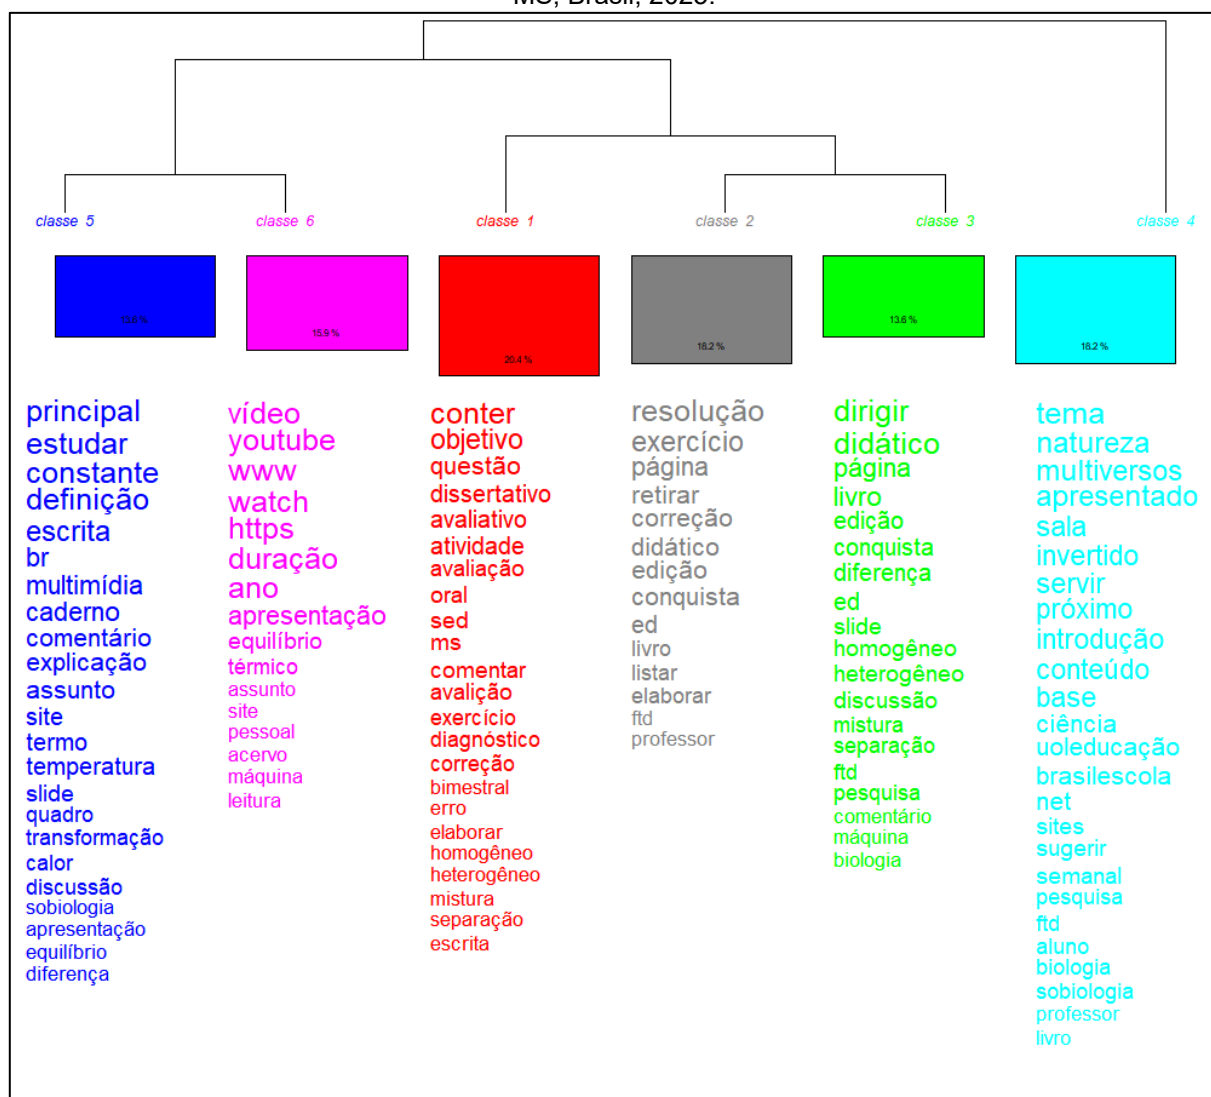 MS, Brasil, 2023.
classe 5
classe 6
classe 1
classe 2
classe 3
classe 4
13.6 %
15.9 %
20.4 %
18.2 %
13.6 %
18.2 %
principal
estudar
constante
definição
escrita
br
multimídia
caderno
comentário
explicação
assunto
site
termo
temperatura
slide
quadro
transformação
calor
discussão
sobiologia
apresentação
equilíbrio
diferença
vídeo
youtube
www
watch
https
duração
ano
apresentação
equilíbrio
térmico
assunto
site
pessoal
acervo
máquina
leitura
conter
objetivo
questão
dissertativo
avaliativo
atividade
avaliação
oral
sed
ms
comentar
avalição
exercício
diagnóstico
correção
bimestral
erro
elaborar
homogêneo
heterogêneo
mistura
separação
escrita
resolução
exercício
página
retirar
correção
didático
edição
conquista
ed
livro
listar
elaborar
ftd
professor
dirigir
didático
página
livro
edição
conquista
diferença
ed
slide
homogêneo
heterogêneo
discussão
mistura
separação
ftd
pesquisa
comentário
máquina
biologia
tema
natureza
multiversos
apresentado
sala
invertido
servir
próximo
introdução
conteúdo
base
ciência
uoleducação
brasilescola
net
sites
sugerir
semanal
pesquisa
ftd
aluno
biologia
sobiologia
professor
livro